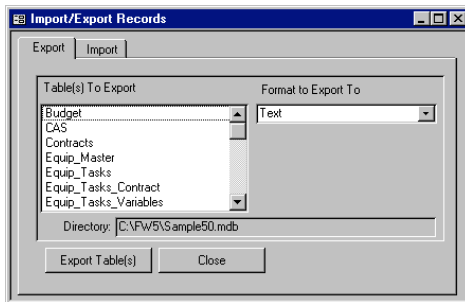 Import/Export Records
Export Import
Table(s) To Export
Format to Export To
Budget
CAS
Contracts
Equip_Master
Equip_Tasks
Equip_Tasks_Contract
Equip_Tasks_Variables
Text
Directory: C:\FW5\Sample50.mdb
Export Table(s) Close